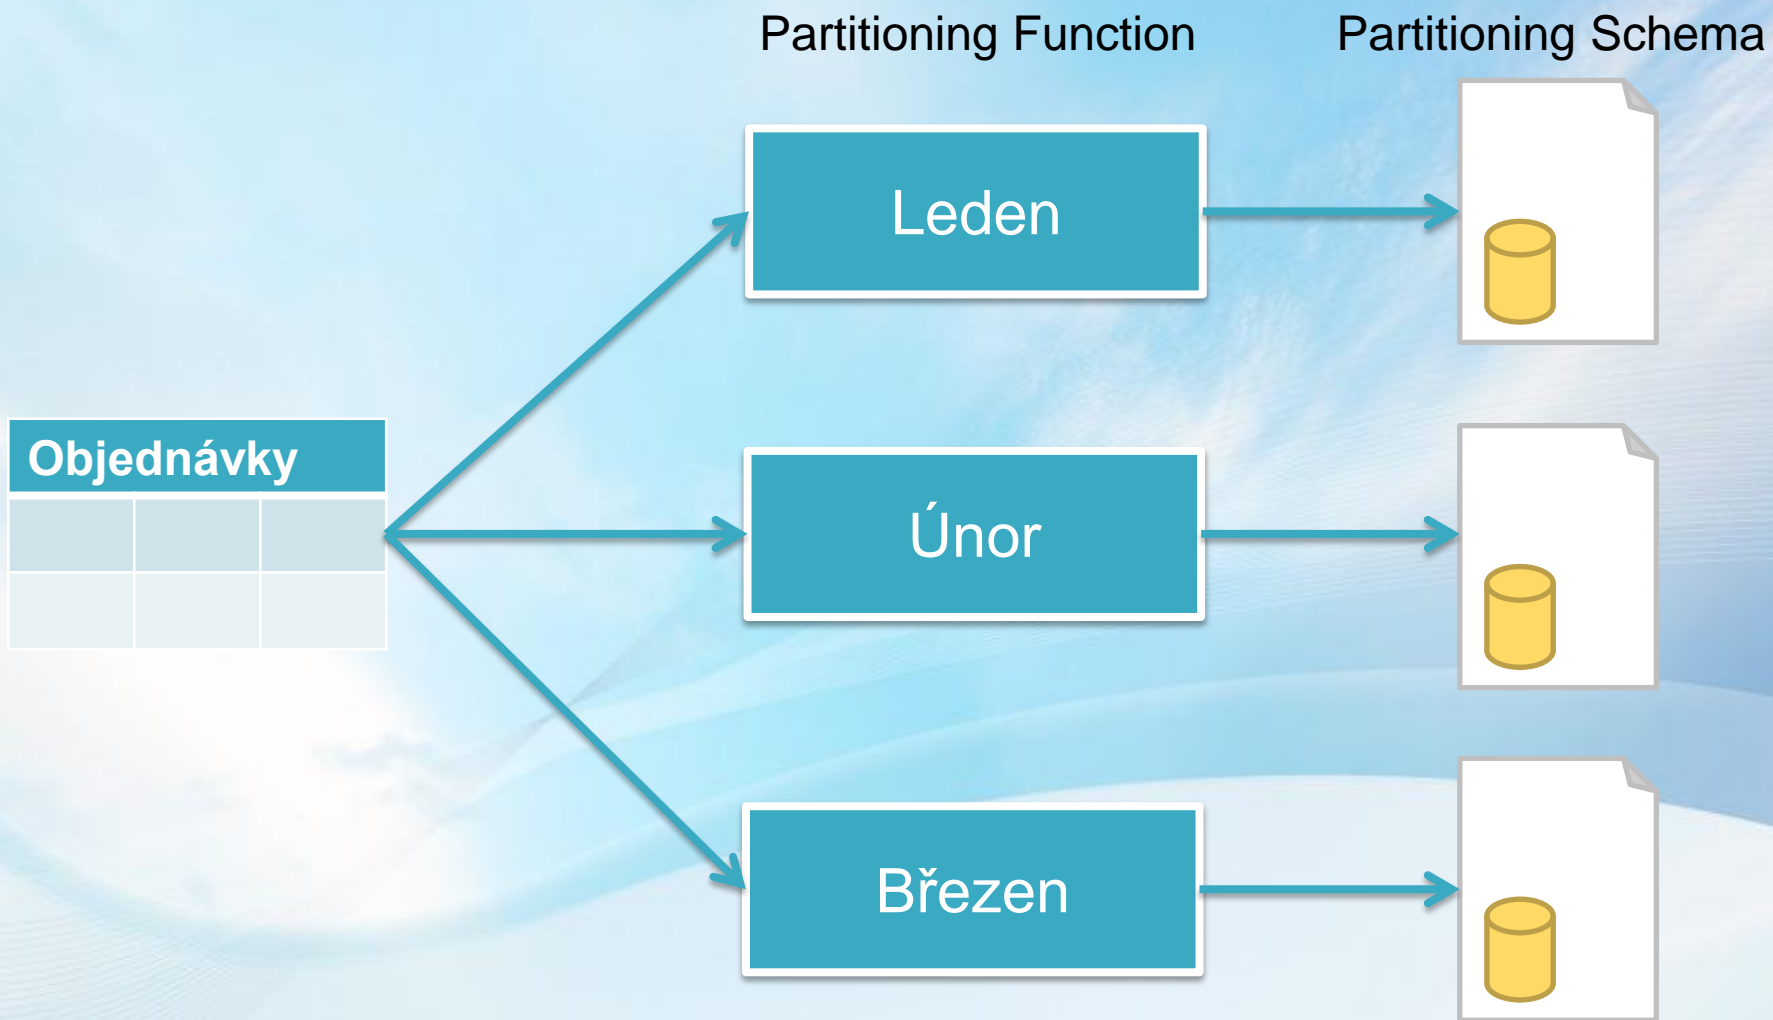 Partitioning Function
Partitioning Schema
Leden
Objednávky
Únor
Březen